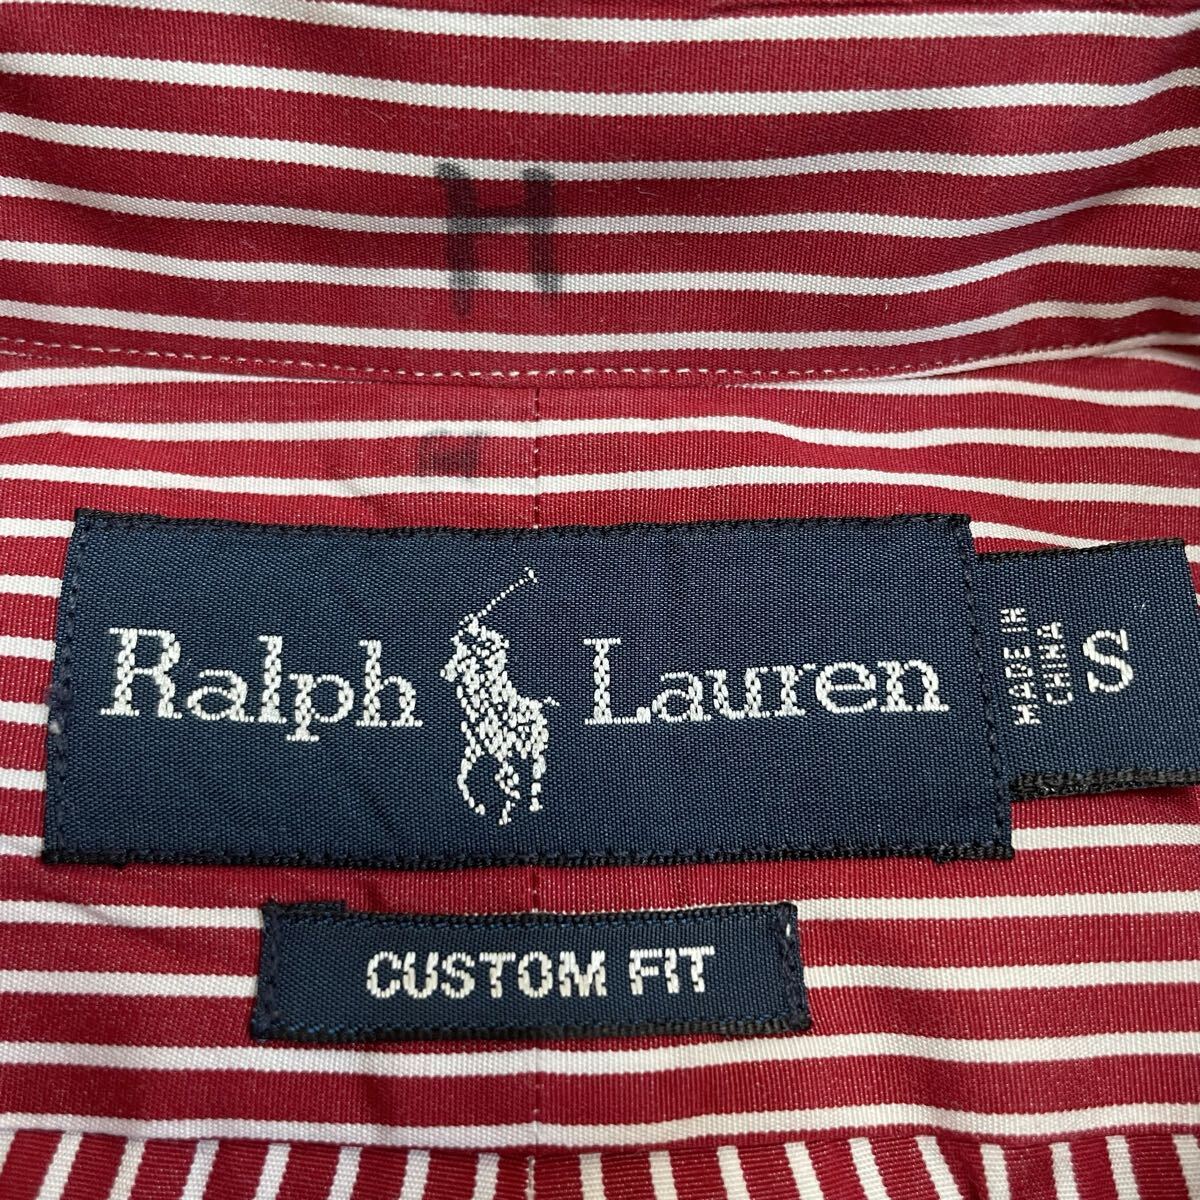 H
H
Ralph Lauren
MADE IN
CHINA
S
CUSTOM FIT